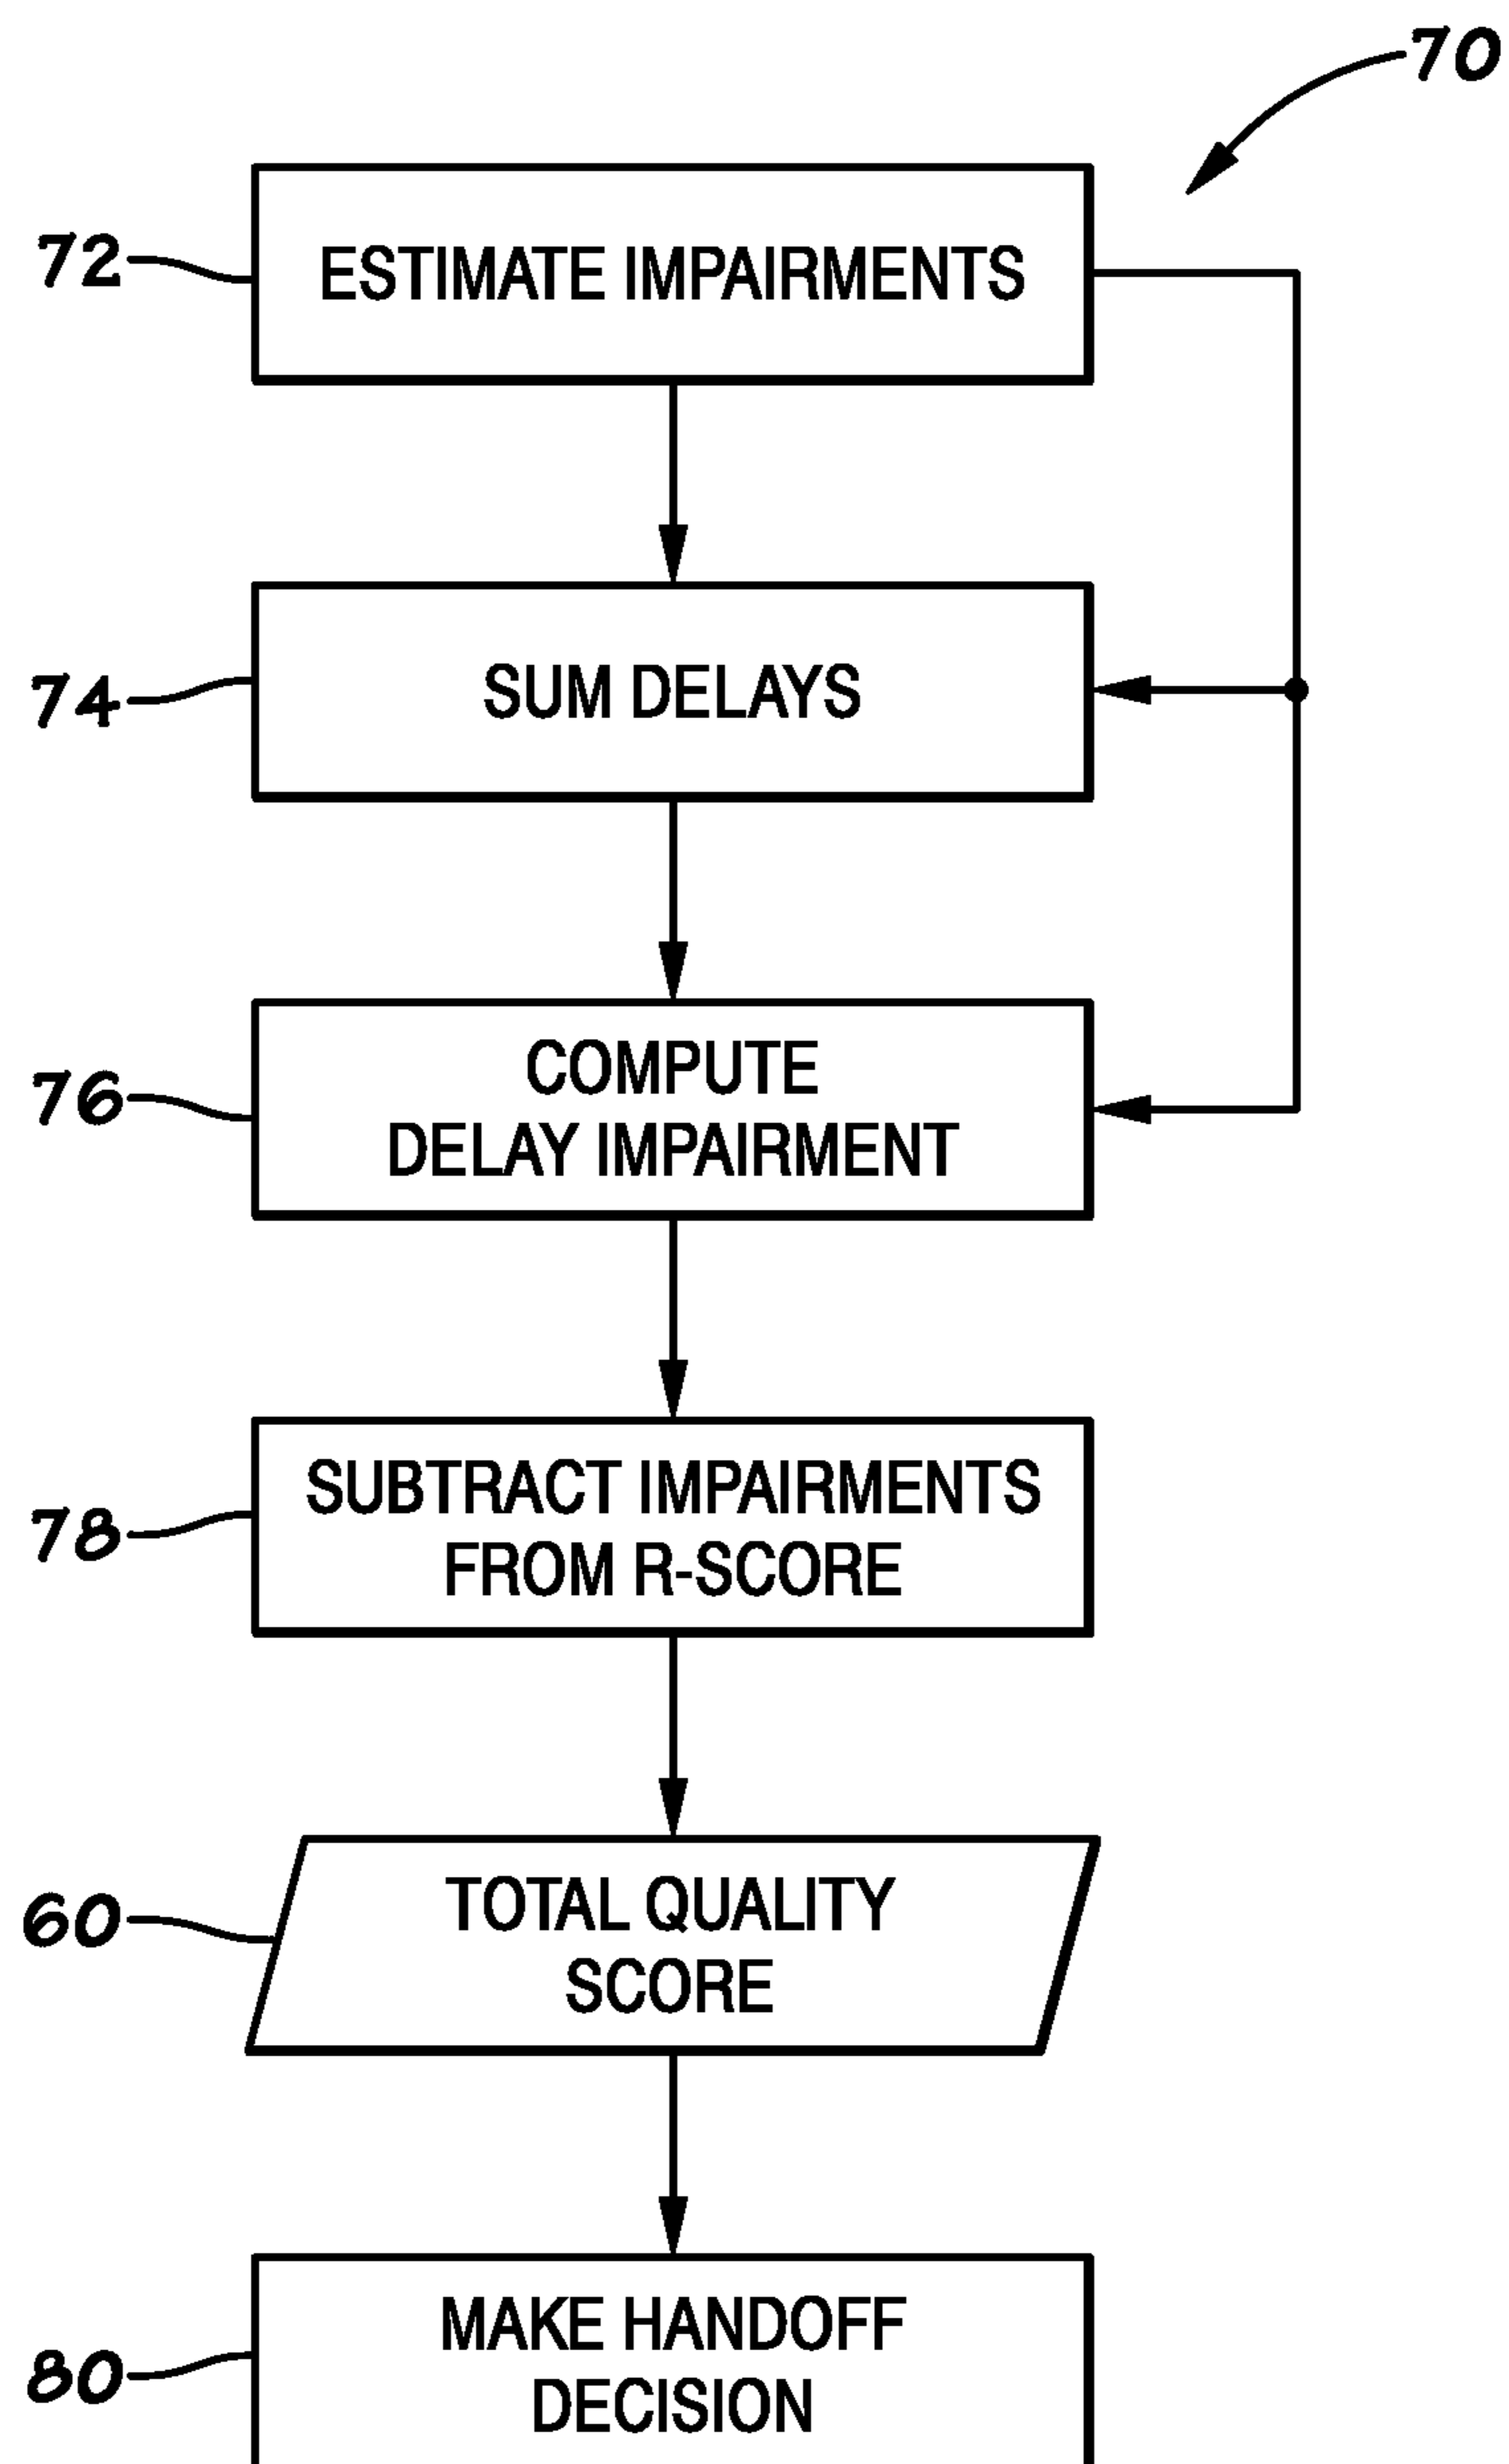 70
72
ESTIMATE IMPAIRMENTS
74
SUM DELAYS
76
COMPUTE
DELAY IMPAIRMENT
78
SUBTRACT IMPAIRMENTS
FROM R-SCORE
60
TOTAL QUALITY
SCORE
80
MAKE HANDOFF
DECISION